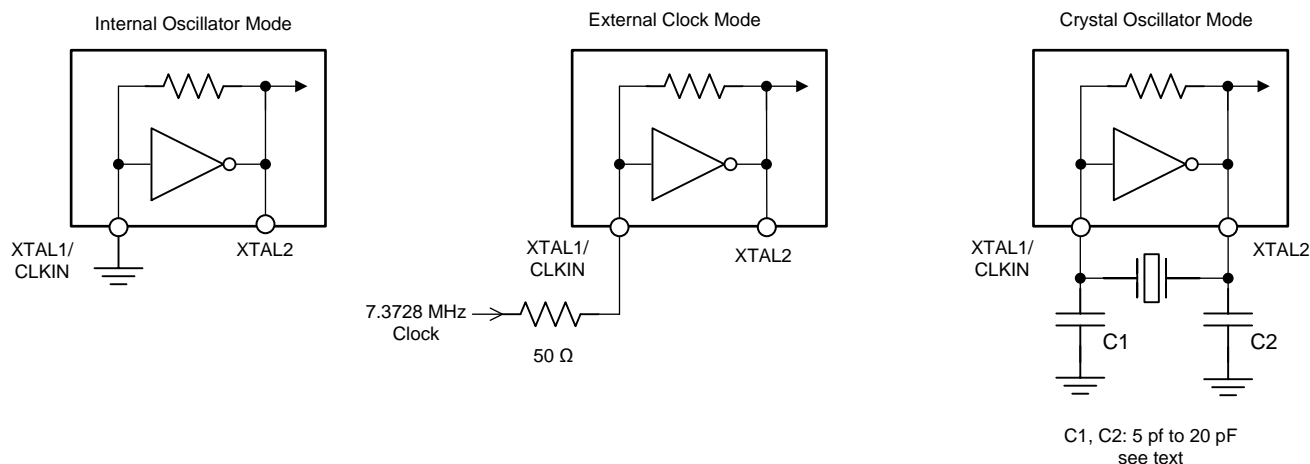 Internal Oscillator Mode
XTAL1/
CLKIN
XTAL2
External Clock Mode
XTAL1/
CLKIN
XTAL2
7.3728 MHz
Clock
50 Ω
Crystal Oscillator Mode
XTAL1/
CLKIN
XTAL2
C1
C2
C1, C2: 5 pf to 20 pF
see text